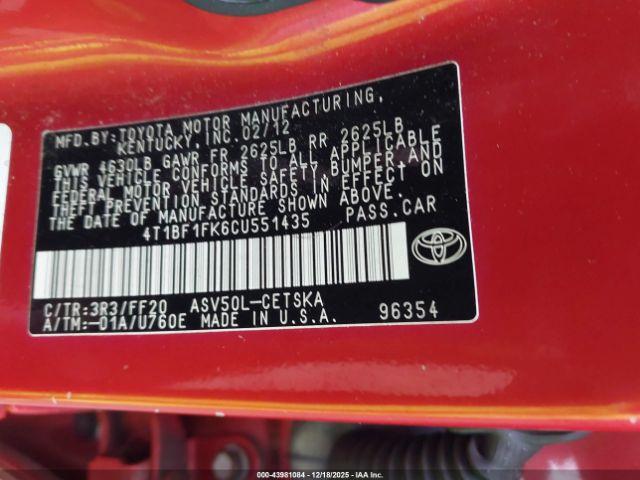 MFD.BY:TOYOTA MOTOR MANUFACTURING,
KENTUCKY, INC. 02/12
GVWR 4630LB GAWR FR 2625LB RR 2625LB
THIS VEHICLE CONFORMS TO ALL APPLICABLE
FEDERAL MOTOR VEHICLE SAFETY, BUMPER, AND
THEFT PREVENTION STANDARDS IN EFFECT ON
THE DATE OF MANUFACTURE SHOWN ABOVE.
4T1BF1FK6CU551435 PASS.CAR
TOYOTA
C/TR:3R3/FF20 ASV50L-CETSKA
A/TM:-01A/U760E MADE IN U.S.A. 96354
000-43981084 | 12/18/2025 | IAA Inc.